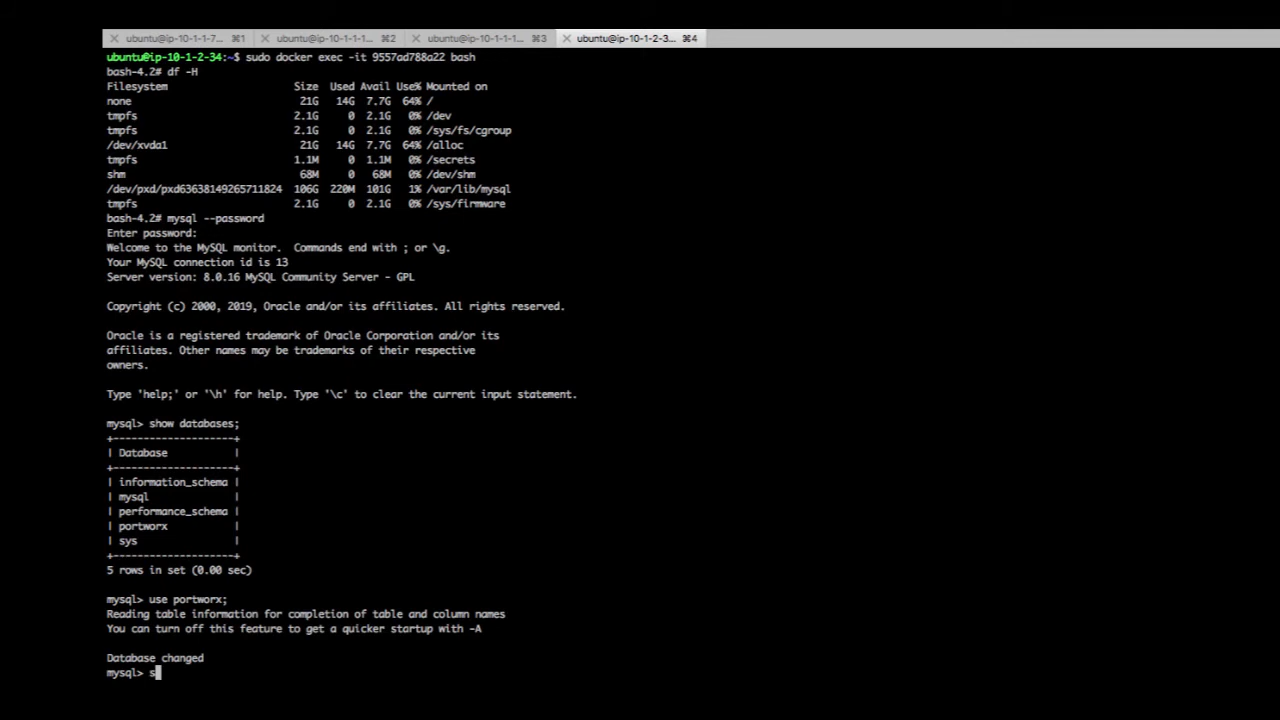 ubuntu@ip-10-1-1-7... ⌘1 ubuntu@ip-10-1-1-1... ⌘2 ubuntu@ip-10-1-1-1... ⌘3 ubuntu@ip-10-1-2-3... ⌘4
ubuntu@ip-10-1-2-34:~$ sudo docker exec -it 9557ad788a22 bash
bash-4.2# df -H
Filesystem Size Used Avail Use% Mounted on
none 21G 14G 7.7G 64% /
tmpfs 2.1G 0 2.1G 0% /dev
tmpfs 2.1G 0 2.1G 0% /sys/fs/cgroup
/dev/xvda1 21G 14G 7.7G 64% /alloc
tmpfs 1.1M 0 1.1M 0% /secrets
shm 68M 0 68M 0% /dev/shm
/dev/pxd/pxd63638149265711824 106G 220M 101G 1% /var/lib/mysql
tmpfs 2.1G 0 2.1G 0% /sys/firmware
bash-4.2# mysql --password
Enter password:
Welcome to the MySQL monitor. Commands end with ; or \g.
Your MySQL connection id is 13
Server version: 8.0.16 MySQL Community Server - GPL
Copyright (c) 2000, 2019, Oracle and/or its affiliates. All rights reserved.
Oracle is a registered trademark of Oracle Corporation and/or its
affiliates. Other names may be trademarks of their respective
owners.
Type 'help;' or '\h' for help. Type '\c' to clear the current input statement.
mysql> show databases;
+--------------------+
| Database |
+--------------------+
| information_schema |
| mysql |
| performance_schema |
| portworx |
| sys |
+--------------------+
5 rows in set (0.00 sec)
mysql> use portworx;
Reading table information for completion of table and column names
You can turn off this feature to get a quicker startup with -A
Database changed
mysql> s